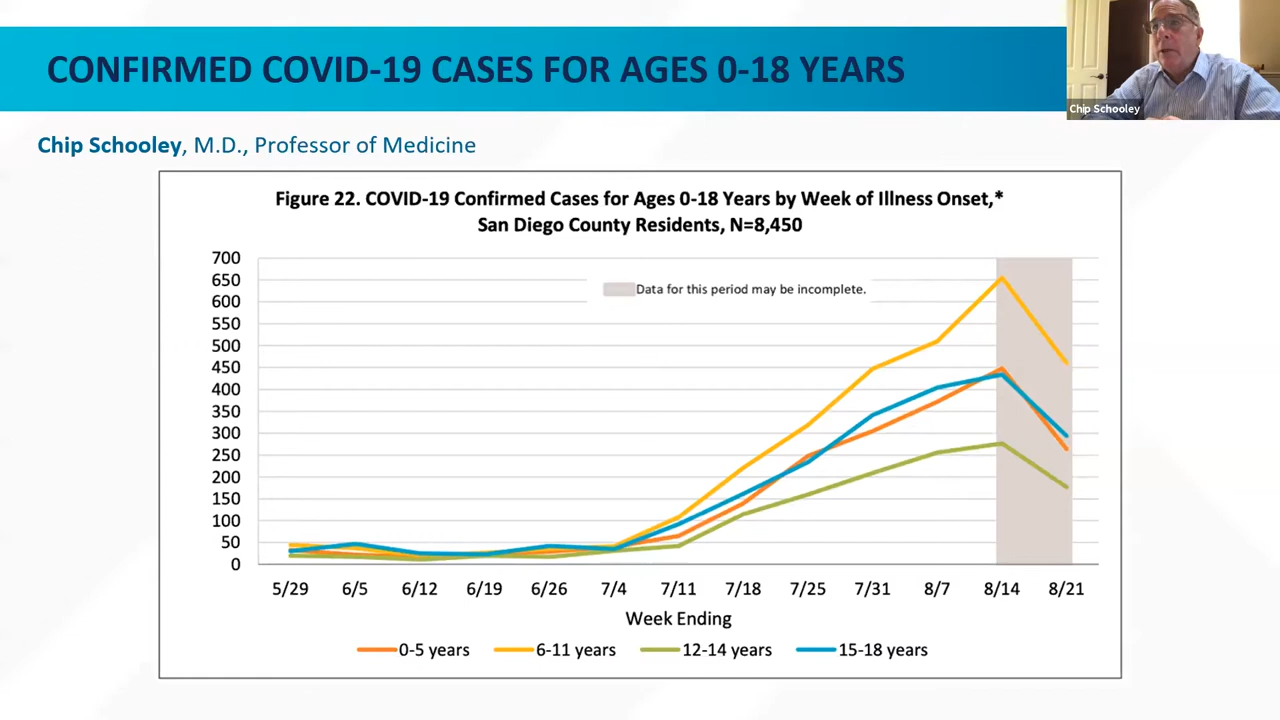 CONFIRMED COVID-19 CASES FOR AGES 0-18 YEARS
Chip Schooley
Chip Schooley, M.D., Professor of Medicine
Figure 22. COVID-19 Confirmed Cases for Ages 0-18 Years by Week of Illness Onset,*
San Diego County Residents, N=8,450
700
650
600
550
500
450
400
350
300
250
200
150
100
50
0
Data for this period may be incomplete.
5/29 6/5 6/12 6/19 6/26 7/4 7/11 7/18 7/25 7/31 8/7 8/14 8/21
Week Ending
0-5 years 6-11 years 12-14 years 15-18 years